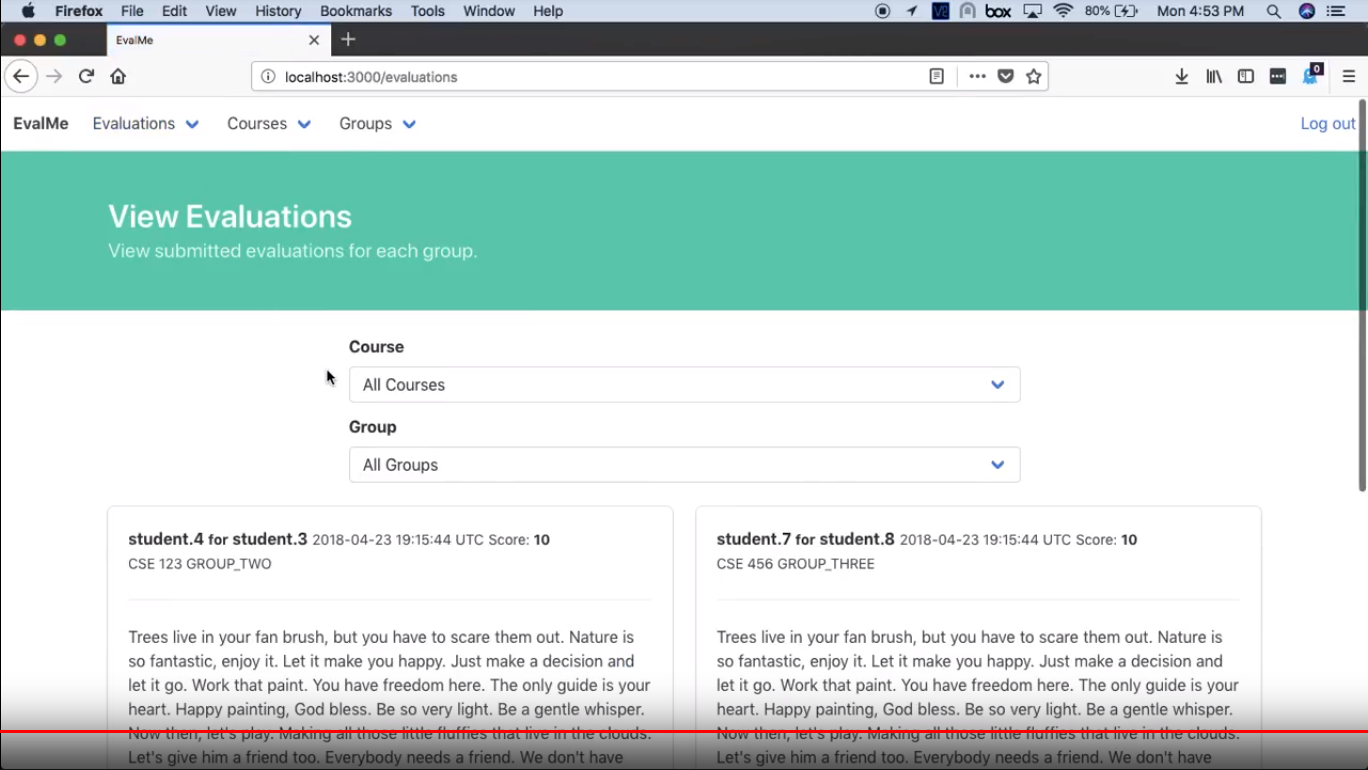 Firefox File Edit View History Bookmarks Tools Window Help box 80% Mon 4:53 PM
EvalMe
localhost:3000/evaluations
0
EvalMe Evaluations Courses Groups Log out
View Evaluations
View submitted evaluations for each group.
Course
All Courses
Group
All Groups
student.4 for student.3 2018-04-23 19:15:44 UTC Score: 10
CSE 123 GROUP_TWO
Trees live in your fan brush, but you have to scare them out. Nature is
so fantastic, enjoy it. Let it make you happy. Just make a decision and
let it go. Work that paint. You have freedom here. The only guide is your
heart. Happy painting, God bless. Be so very light. Be a gentle whisper.
Now then, let's play. Making all those little fluffies that live in the clouds.
Let's give him a friend too. Everybody needs a friend. We don't have
student.7 for student.8 2018-04-23 19:15:44 UTC Score: 10
CSE 456 GROUP_THREE
Trees live in your fan brush, but you have to scare them out. Nature is
so fantastic, enjoy it. Let it make you happy. Just make a decision and
let it go. Work that paint. You have freedom here. The only guide is your
heart. Happy painting, God bless. Be so very light. Be a gentle whisper.
Now then, let's play. Making all those little fluffies that live in the clouds.
Let's give him a friend too. Everybody needs a friend. We don't have